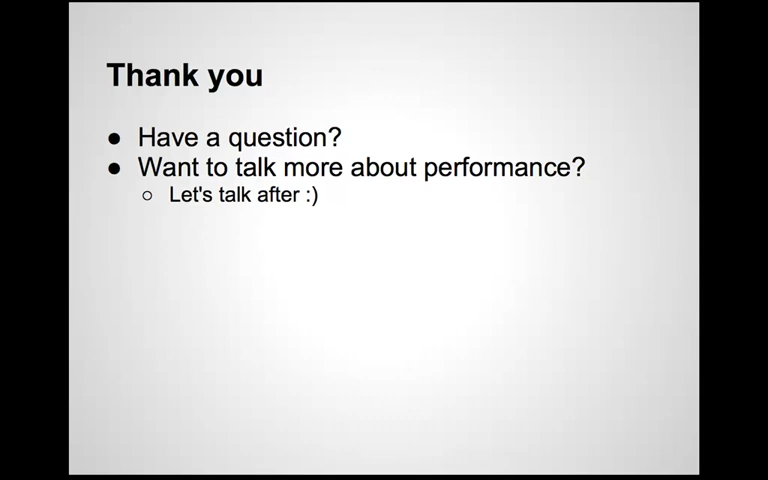 Thank you
● Have a question?
● Want to talk more about performance?
○ Let's talk after :)